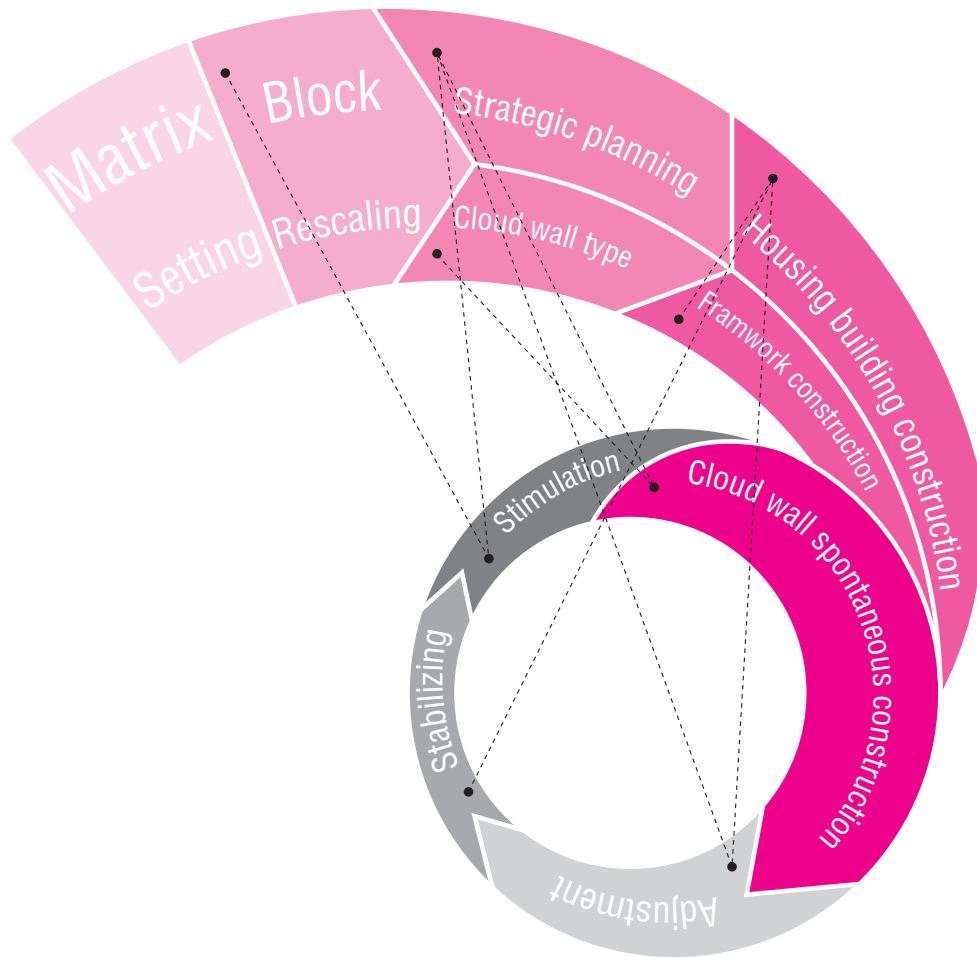 Matrix
Setting
Block
Rescaling
Strategic planning
Cloud wall type
Housing building construction
Framwork construction
Stimulation
Cloud wall spontaneous construction
Stabilizing
Adjustment